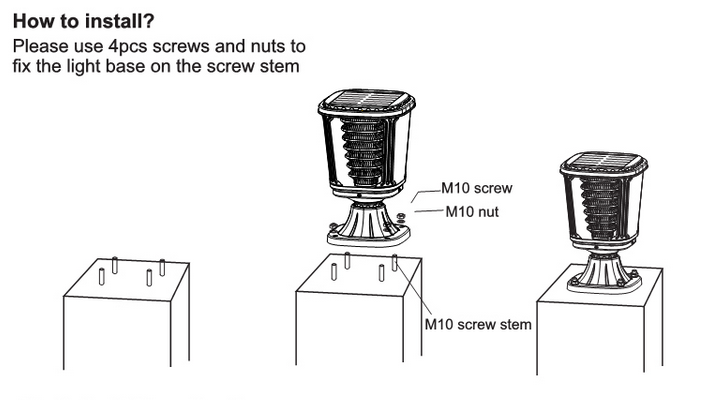 How to install?
Please use 4pcs screws and nuts to
fix the light base on the screw stem
M10 screw
M10 nut
M10 screw stem